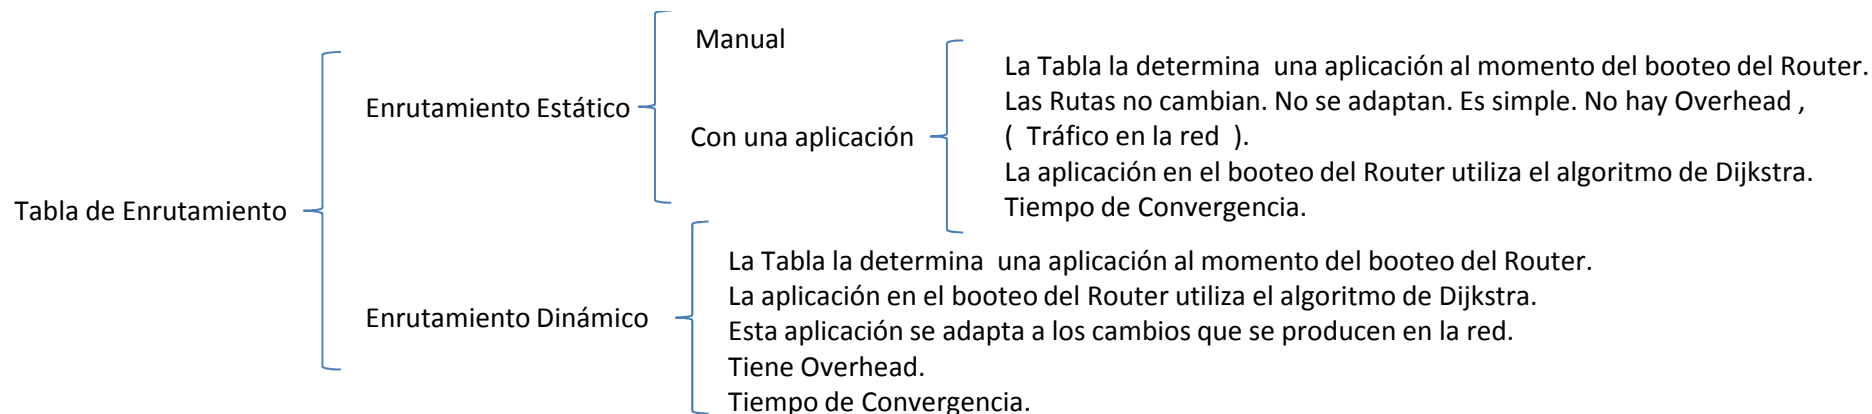 Tabla de Enrutamiento
Enrutamiento Estático
Manual
Con una aplicación
La Tabla la determina una aplicación al momento del booteo del Router.
Las Rutas no cambian. No se adaptan. Es simple. No hay Overhead ,
( Tráfico en la red ).
La aplicación en el booteo del Router utiliza el algoritmo de Dijkstra.
Tiempo de Convergencia.
Enrutamiento Dinámico
La Tabla la determina una aplicación al momento del booteo del Router.
La aplicación en el booteo del Router utiliza el algoritmo de Dijkstra.
Esta aplicación se adapta a los cambios que se producen en la red.
Tiene Overhead.
Tiempo de Convergencia.